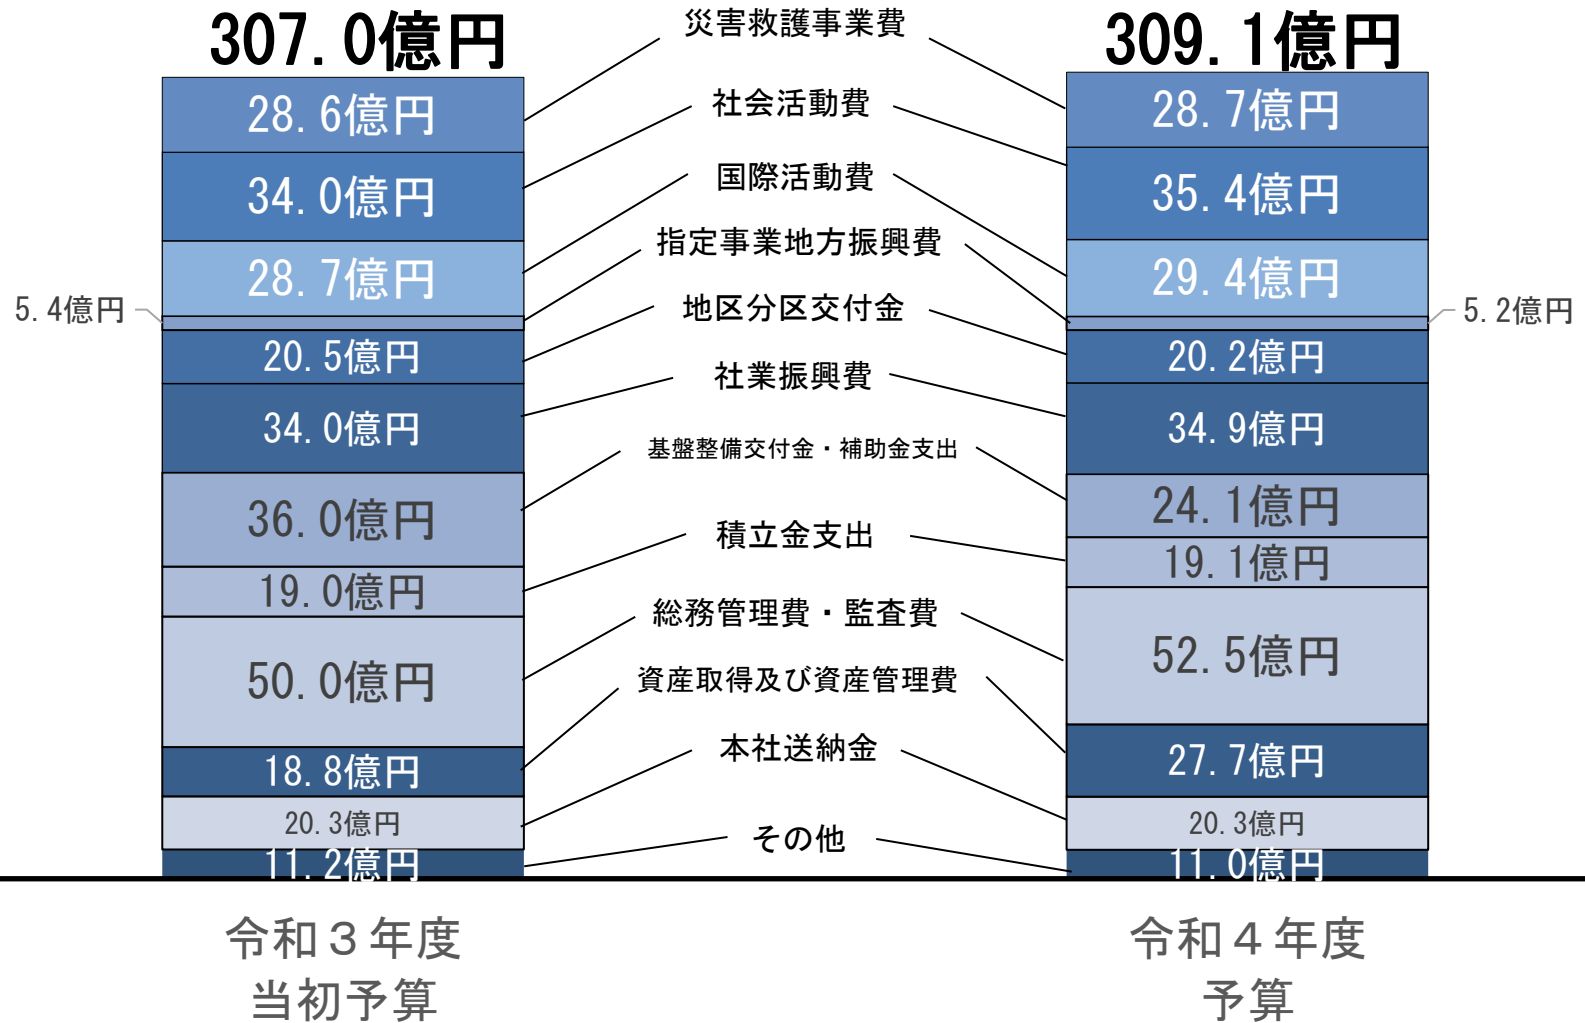 307.0億円
309.1億円
災害救護事業費
28.6億円
28.7億円
社会活動費
34.0億円
35.4億円
国際活動費
28.7億円
29.4億円
指定事業地方振興費
5.4億円
5.2億円
地区分区交付金
20.5億円
20.2億円
社業振興費
34.0億円
34.9億円
基盤整備交付金・補助金支出
36.0億円
24.1億円
積立金支出
19.0億円
19.1億円
総務管理費・監査費
50.0億円
52.5億円
資産取得及び資産管理費
18.8億円
27.7億円
本社送納金
20.3億円
20.3億円
その他
11.2億円
11.0億円
令和３年度
当初予算
令和４年度
予算